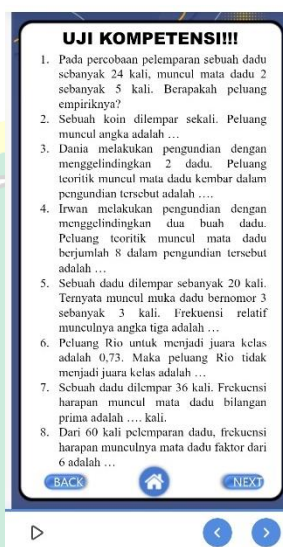 UJI KOMPETENSI!!!
1. Pada percobaan pelemparan sebuah dadu
sebanyak 24 kali, muncul mata dadu 2
sebanyak 5 kali. Berapakah peluang
empiriknya?
2. Sebuah koin dilempar sekali. Peluang
muncul angka adalah …
3. Dania melakukan pengundian dengan
menggelindingkan 2 dadu. Peluang
teoritik muncul mata dadu kembar dalam
pengundian tersebut adalah ….
4. Irwan melakukan pengundian dengan
menggelindingkan dua buah dadu.
Peluang teoritik muncul mata dadu
berjumlah 8 dalam pengundian tersebut
adalah …
5. Sebuah dadu dilempar sebanyak 20 kali.
Ternyata muncul muka dadu bernomor 3
sebanyak 3 kali. Frekuensi relatif
munculnya angka tiga adalah …
6. Peluang Rio untuk menjadi juara kelas
adalah 0,73. Maka peluang Rio tidak
menjadi juara kelas adalah …
7. Sebuah dadu dilempar 36 kali. Frekuensi
harapan muncul mata dadu bilangan
prima adalah …. kali.
8. Dari 60 kali pelemparan dadu, frekuensi
harapan munculnya mata dadu faktor dari
6 adalah …
BACK
NEXT